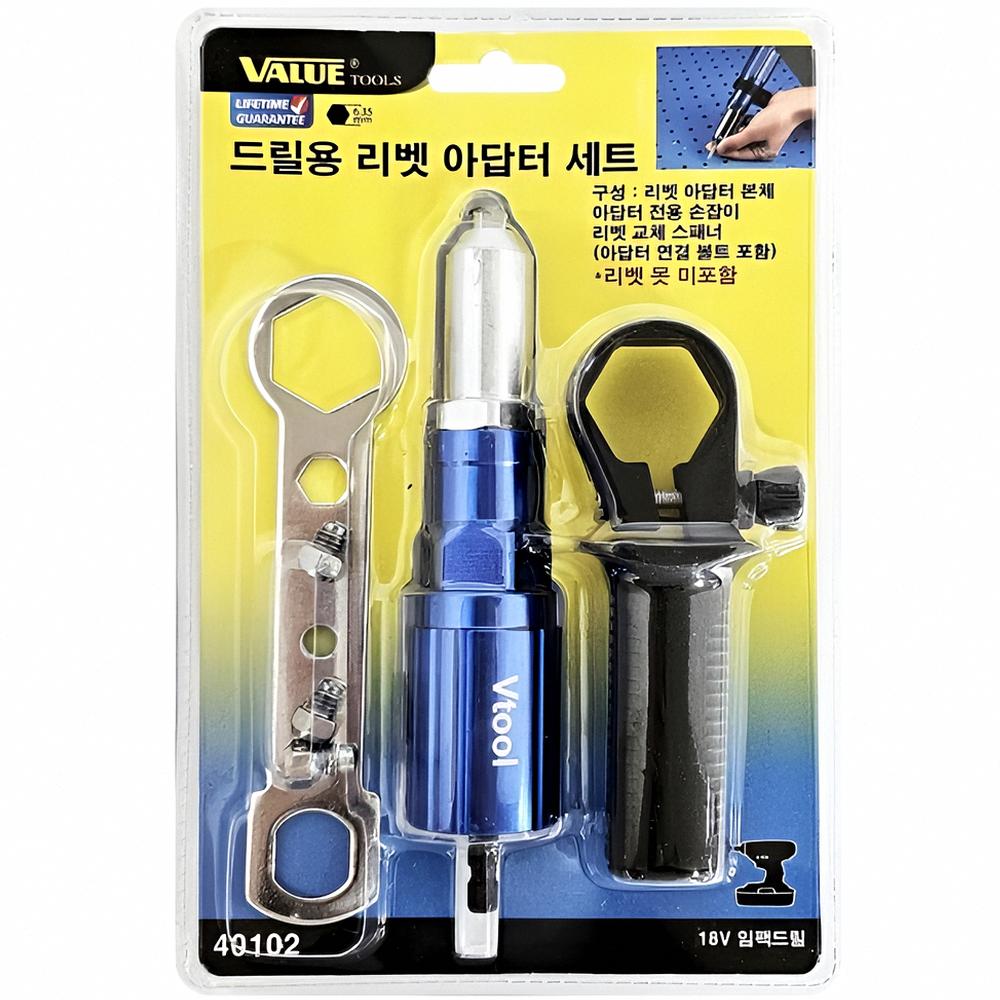 VALUE® TOOLS
LIFETIME
GUARANTEE
6.35
mm
드릴용 리벳 아답터 세트
구성 : 리벳 아답터 본체
아답터 전용 손잡이
리벳 교체 스패너
(아답터 연결 볼트 포함)
리벳 못 미포함
Vtool
40102
18V 임팩드릴